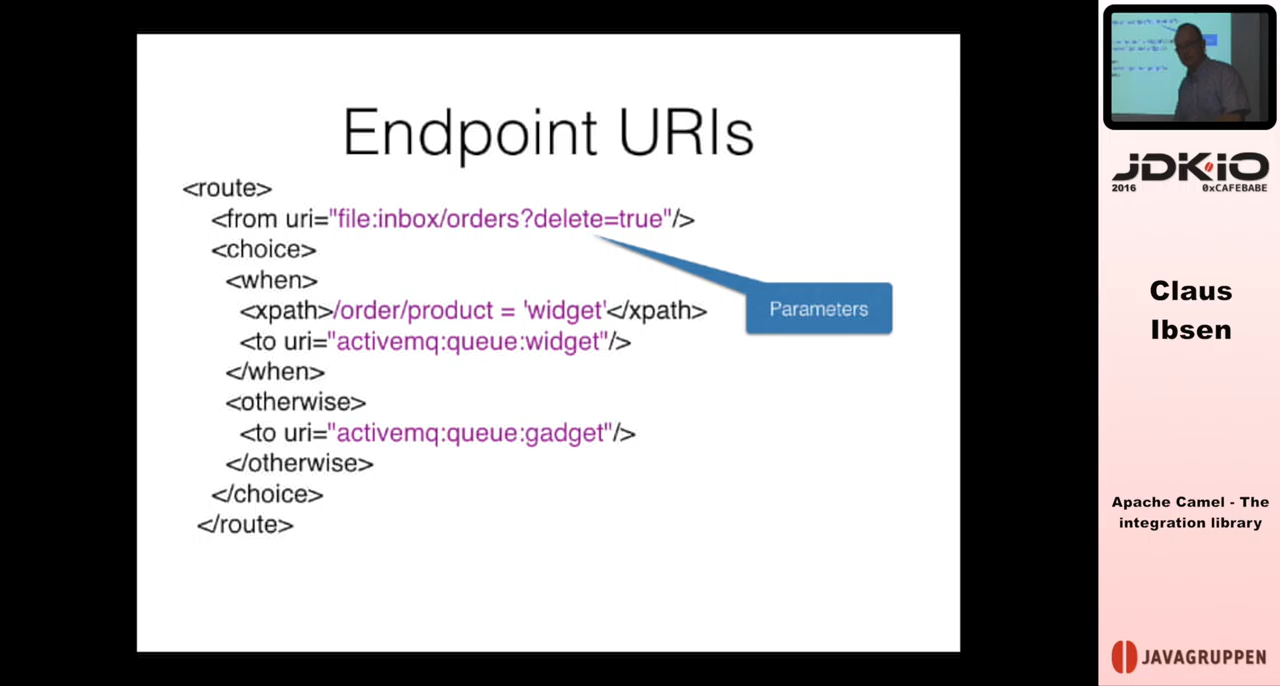 Endpoint URIs
<route>
<from uri="file:inbox/orders?delete=true"/>
<choice>
<when>
<xpath>/order/product = 'widget'</xpath>
<to uri="activemq:queue:widget"/>
</when>
<otherwise>
<to uri="activemq:queue:gadget"/>
</otherwise>
</choice>
</route>
Parameters
JDK.iO
2016 0xCAFEBABE
Claus
Ibsen
Apache Camel - The
integration library
JAVAGRUPPEN